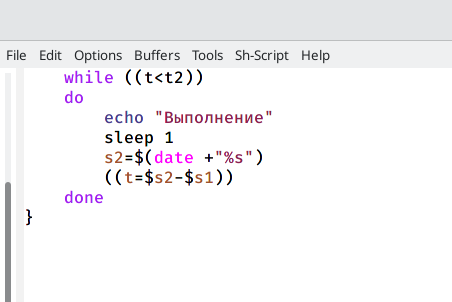 File Edit Options Buffers Tools Sh-Script Help
while ((t<t2))
do
echo "Выполнение"
sleep 1
s2=$(date +"%s")
((t=$s2-$s1))
done
}